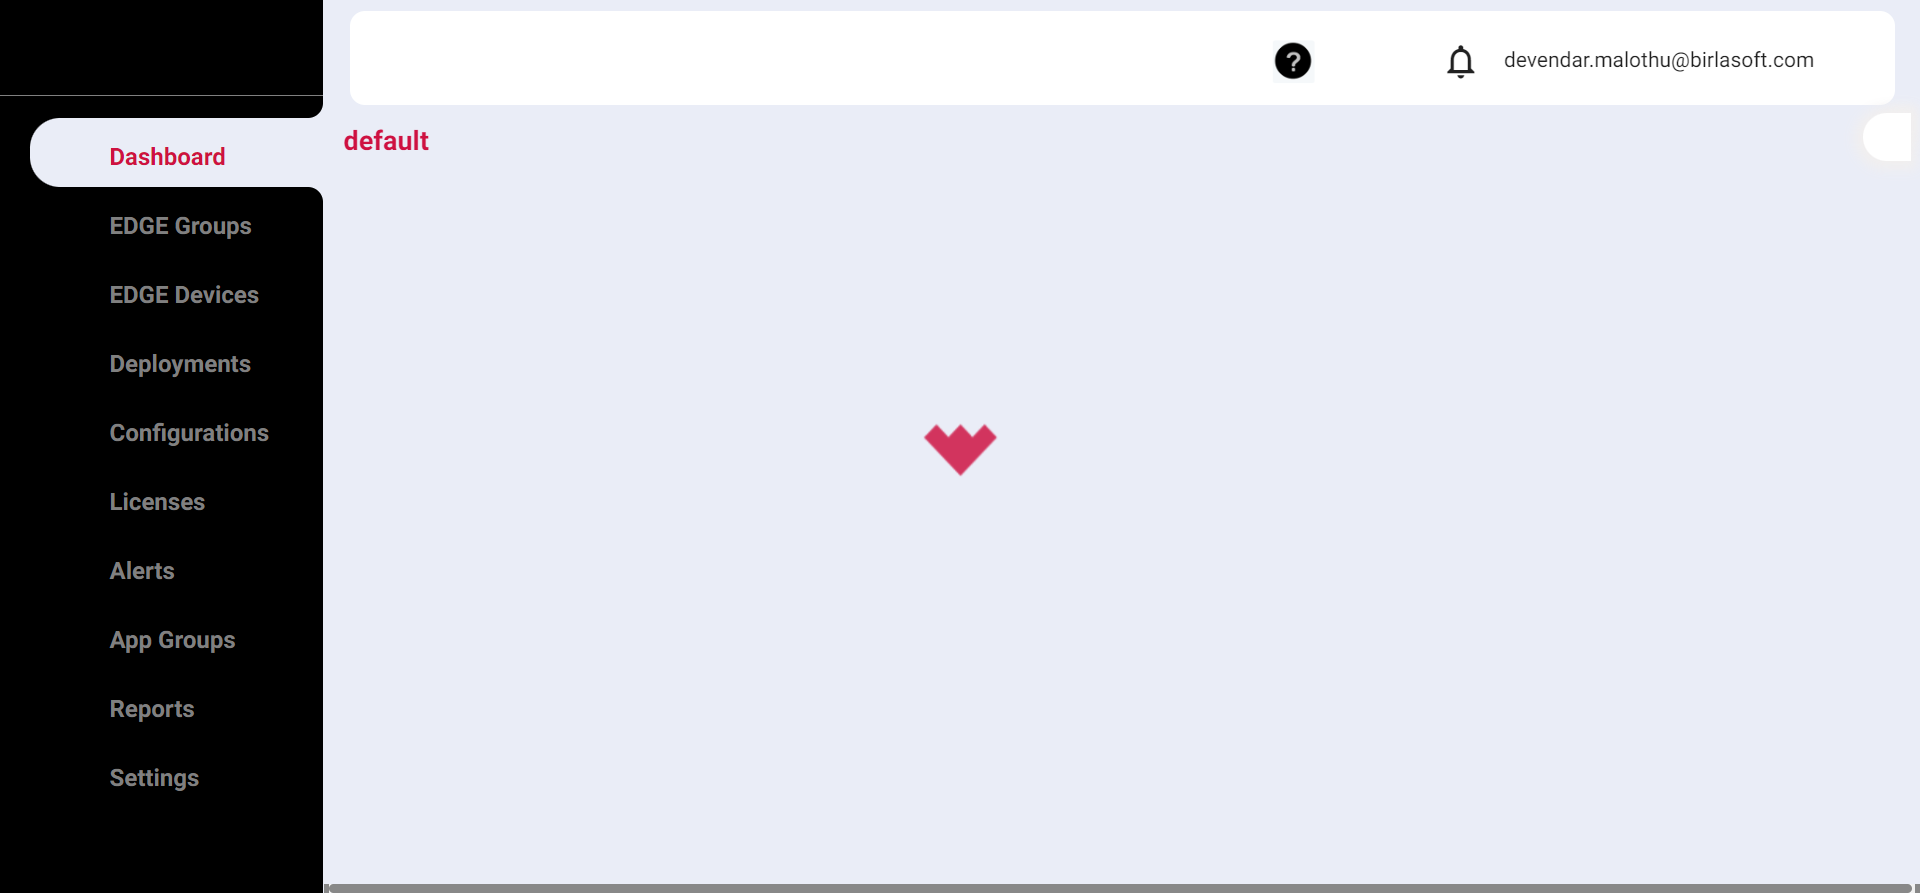 ?
devendar.malothu@birlasoft.com
default
Dashboard
EDGE Groups
EDGE Devices
Deployments
Configurations
Licenses
Alerts
App Groups
Reports
Settings